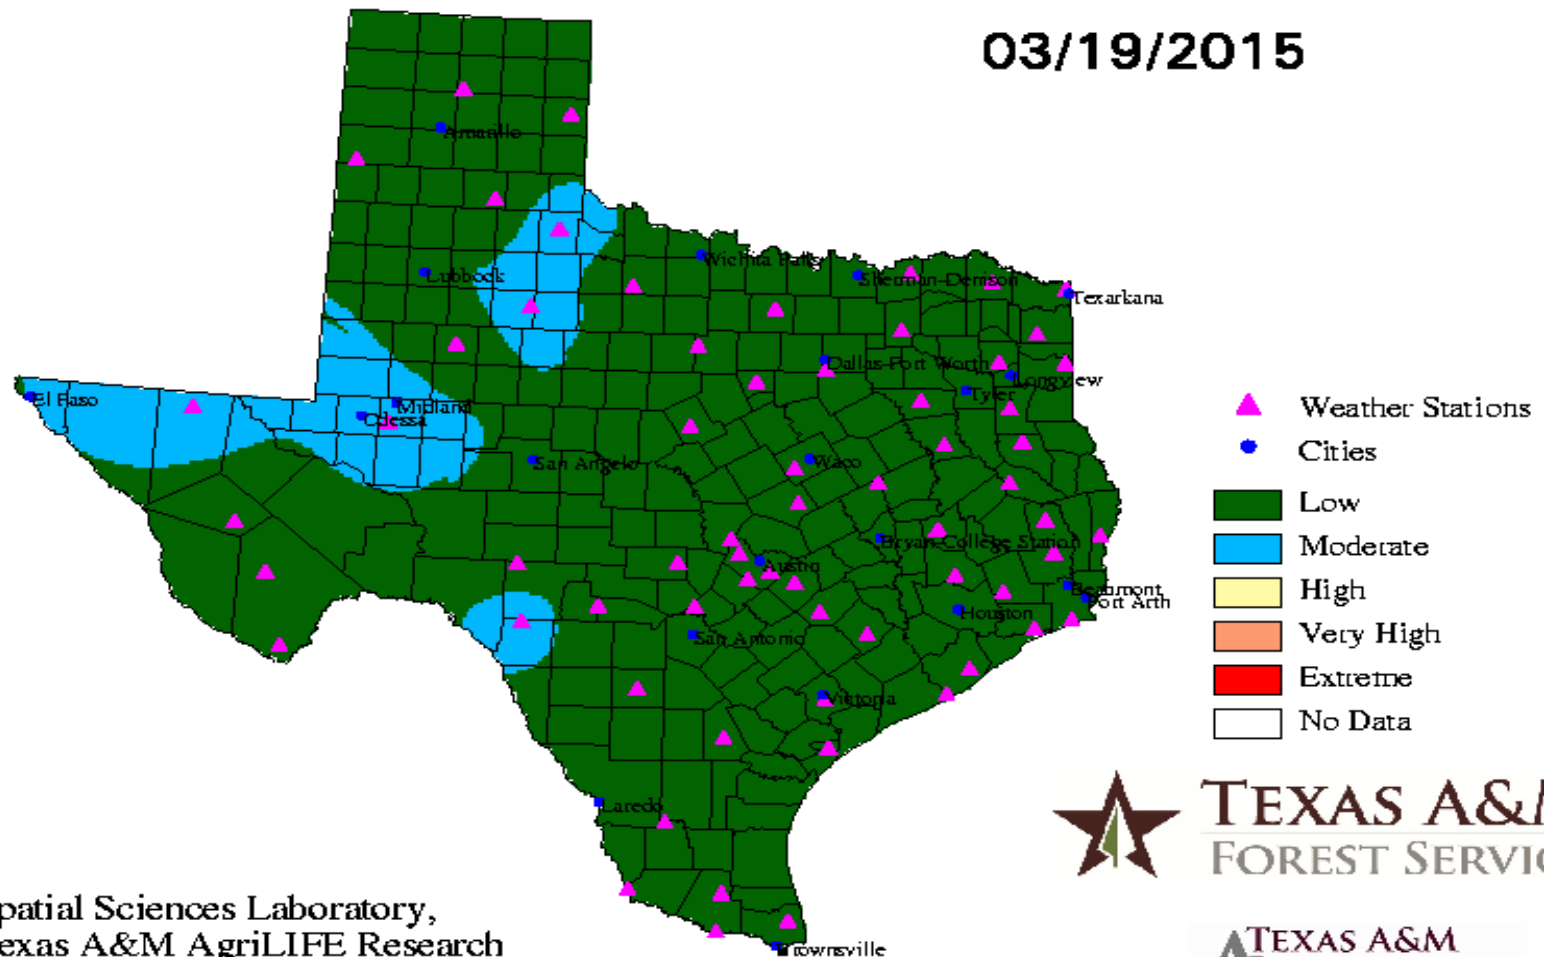 03/19/2015
Amarillo
Lubbock
Wichita Falls
Sherman-Denison
Texarkana
Dallas-Fort Worth
Longview
Tyler
El Paso
Midland
Odessa
San Angelo
Waco
Bryan-College Station
Austin
Beaumont
Port Arth
Houston
San Antonio
Victoria
Laredo
Brownsville
Weather Stations
Cities
Low
Moderate
High
Very High
Extreme
No Data
TEXAS A&M
FOREST SERVIC
patial Sciences Laboratory,
exas A&M AgriLIFE Research
TEXAS A&M